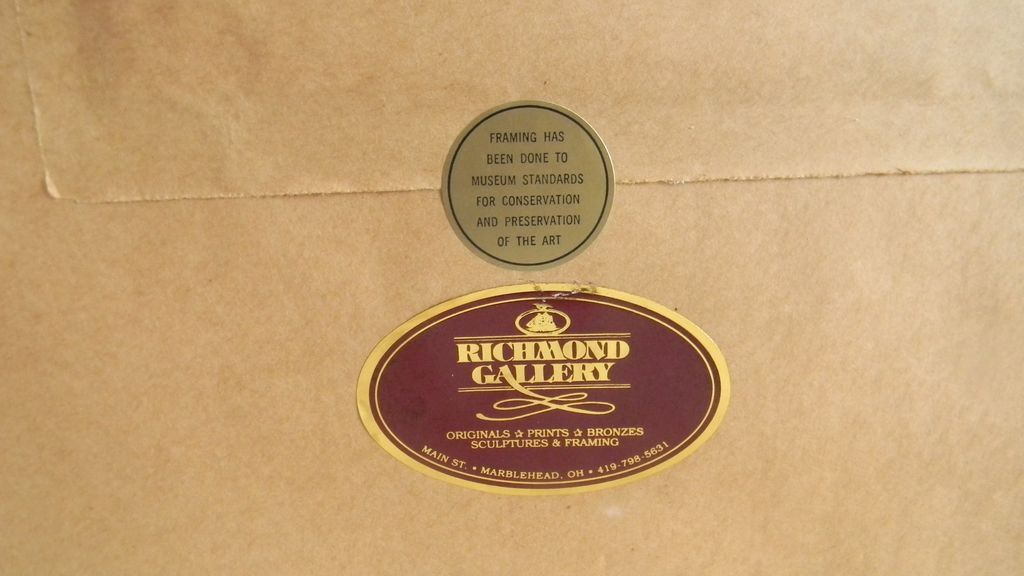 FRAMING HAS
BEEN DONE TO
MUSEUM STANDARDS
FOR CONSERVATION
AND PRESERVATION
OF THE ART
RICHMOND
GALLERY
ORIGINALS ☆ PRINTS ☆ BRONZES
SCULPTURES & FRAMING
MAIN ST. • MARBLEHEAD, OH • 419-798-5631